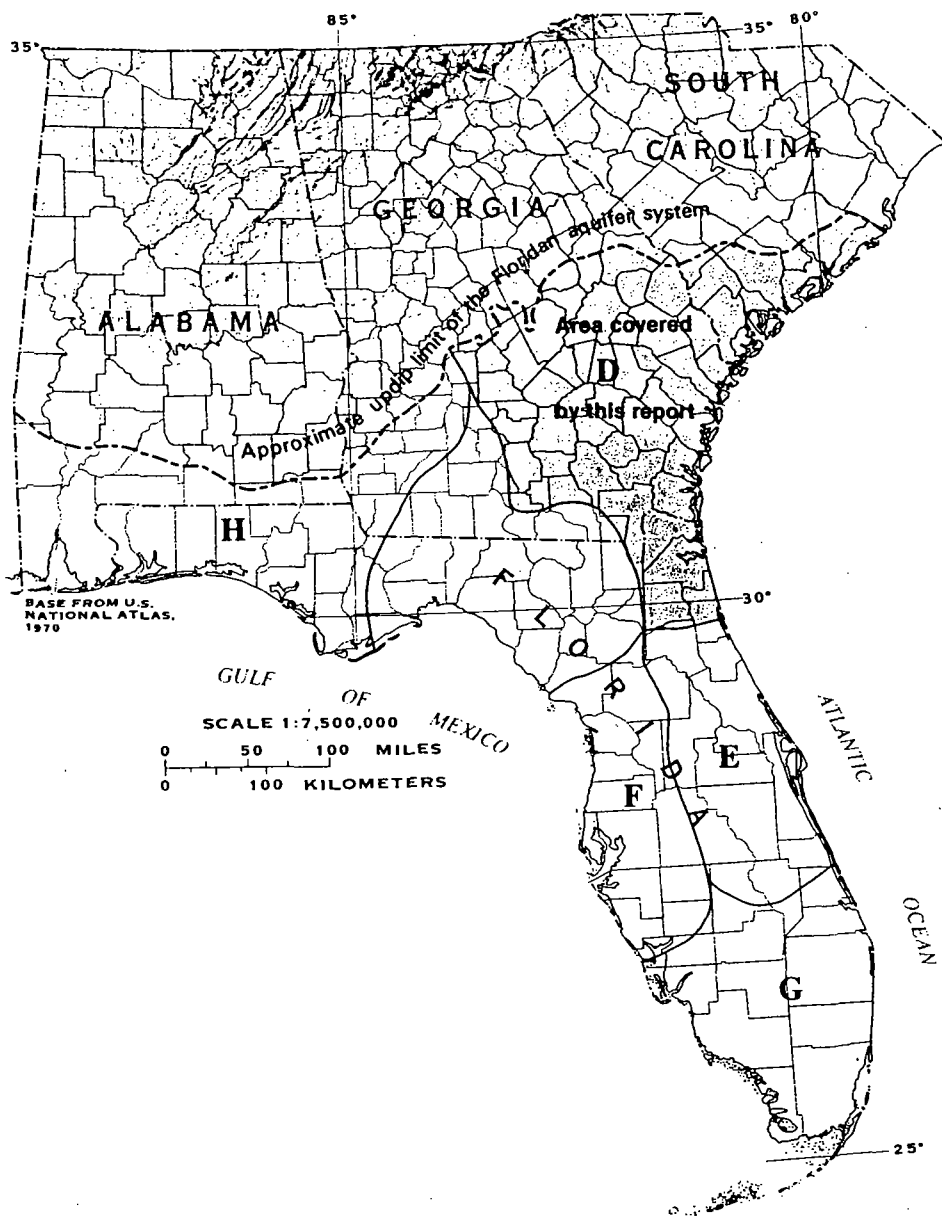 85°
80°
35°
35°
SOUTH
CAROLINA
GEORGIA
Approximate updip limit of the Floridan aquifer system
ALABAMA
Area covered
D
by this report
H
BASE FROM U.S.
NATIONAL ATLAS,
1970
30°
FLORIDA
GULF OF MEXICO
SCALE 1:7,500,000
0 50 100 MILES
0 100 KILOMETERS
ATLANTIC OCEAN
E
F
G
25°